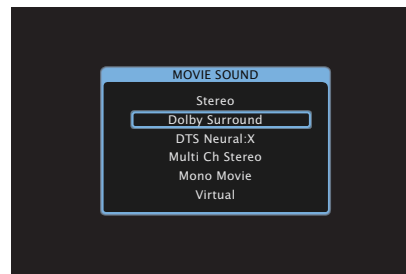 MOVIE SOUND
Stereo
Dolby Surround
DTS Neural:X
Multi Ch Stereo
Mono Movie
Virtual